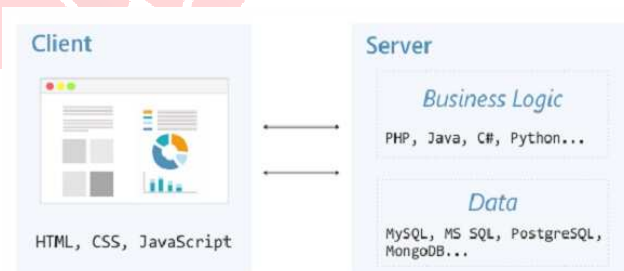 Client
HTML, CSS, JavaScript
Server
Business Logic
PHP, Java, C#, Python...
Data
MySQL, MS SQL, PostgreSQL,
MongoDB...